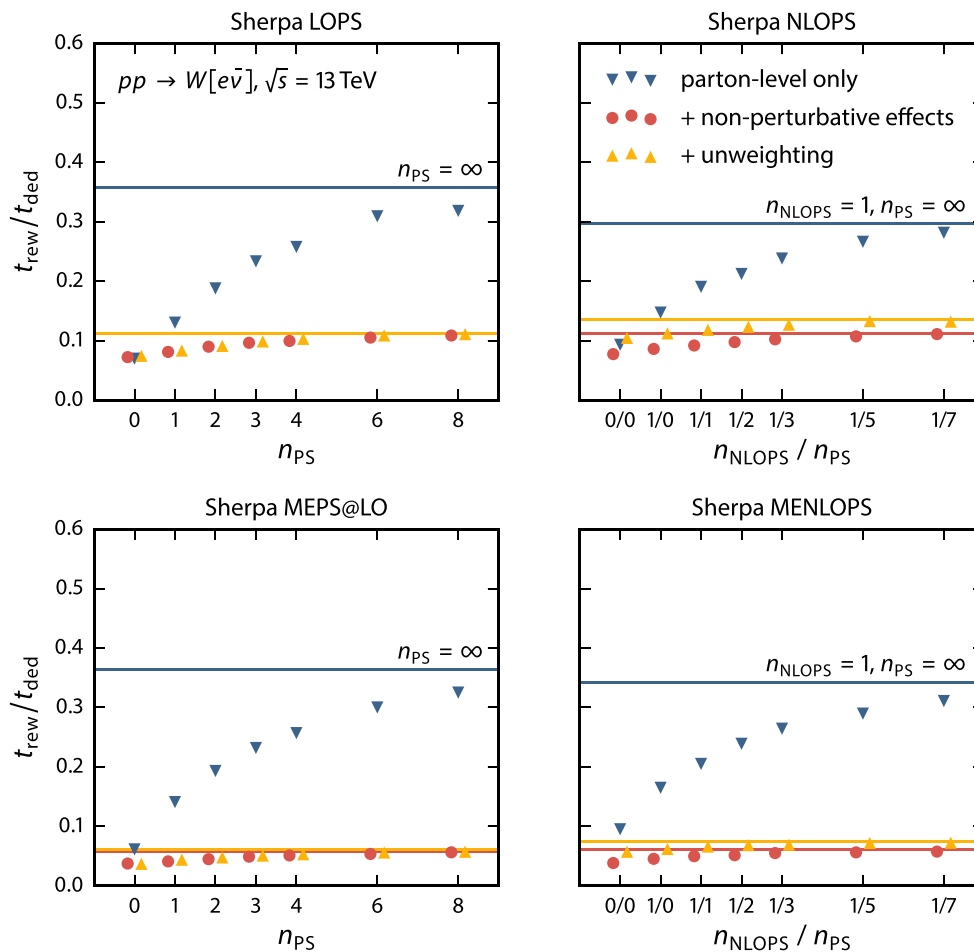 Sherpa LOPS
0.6
0.5
0.4
0.3
0.2
0.1
0.0
t_rew/t_ded
pp → W[eν̄], √s = 13 TeV
n_PS = ∞
0 1 2 3 4 6 8
n_PS
Sherpa NLOPS
parton-level only
+ non-perturbative effects
+ unweighting
n_NLOPS = 1, n_PS = ∞
0/0 1/0 1/1 1/2 1/3 1/5 1/7
n_NLOPS / n_PS
Sherpa MEPS@LO
0.6
0.5
0.4
0.3
0.2
0.1
0.0
t_rew/t_ded
n_PS = ∞
0 1 2 3 4 6 8
n_PS
Sherpa MENLOPS
n_NLOPS = 1, n_PS = ∞
0/0 1/0 1/1 1/2 1/3 1/5 1/7
n_NLOPS / n_PS